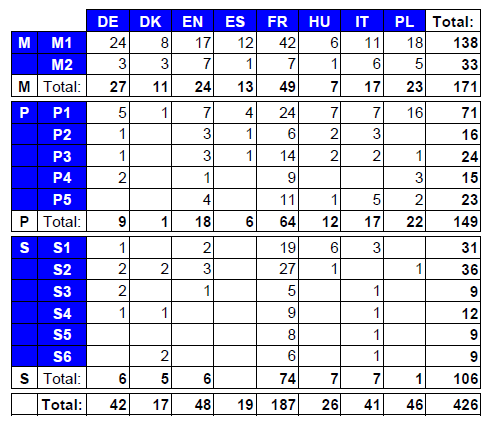 DE DK EN ES FR HU IT PL Total:
M M1 24 8 17 12 42 6 11 18 138
M2 3 3 7 1 7 1 6 5 33
M Total: 27 11 24 13 49 7 17 23 171
P P1 5 1 7 4 24 7 7 16 71
P2 1 3 1 6 2 3 16
P3 1 3 1 14 2 2 1 24
P4 2 1 9 3 15
P5 4 11 1 5 2 23
P Total: 9 1 18 6 64 12 17 22 149
S S1 1 2 19 6 3 31
S2 2 2 3 27 1 1 36
S3 2 1 5 1 9
S4 1 1 9 1 12
S5 8 1 9
S6 2 6 1 9
S Total: 6 5 6 74 7 7 1 106
Total: 42 17 48 19 187 26 41 46 426